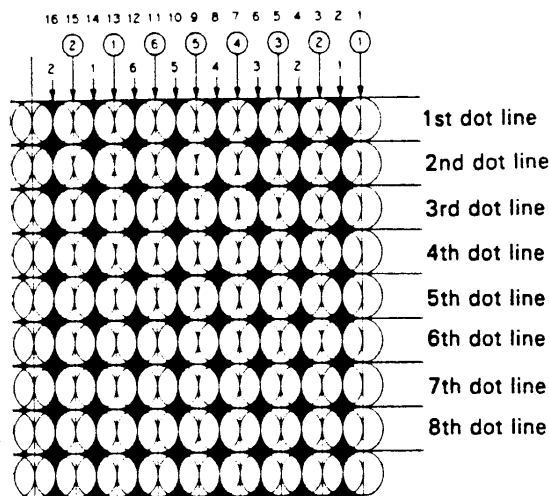 16 15 14 13 12 11 10 9 8 7 6 5 4 3 2 1
2 1 6 5 4 3 2 1
2 1 6 5 4 3 2 1
1st dot line
2nd dot line
3rd dot line
4th dot line
5th dot line
6th dot line
7th dot line
8th dot line